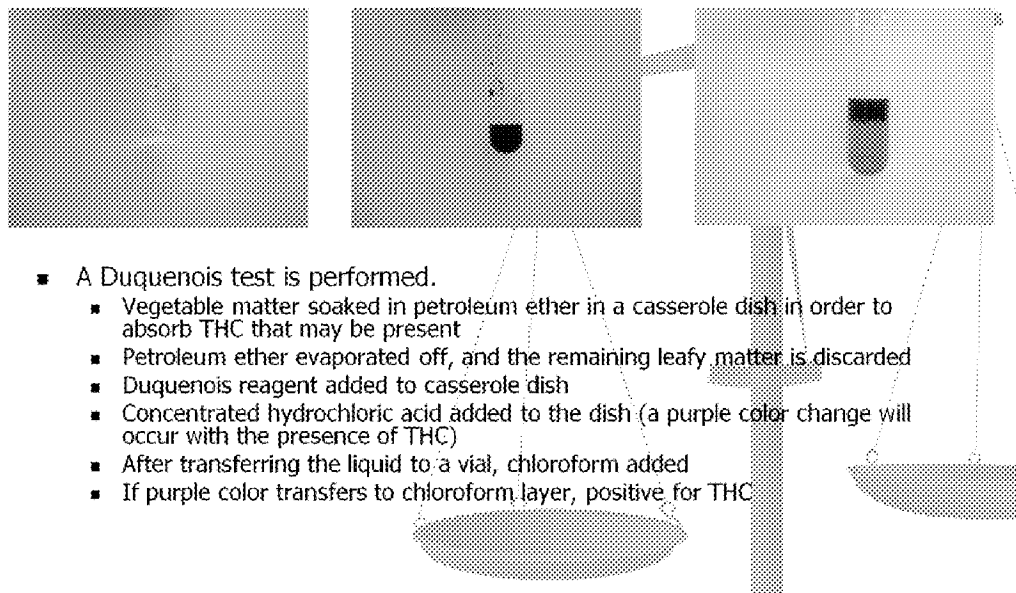 A Duquenois test is performed.
Vegetable matter soaked in petroleum ether in a casserole dish in order to
absorb THC that may be present
Petroleum ether evaporated off, and the remaining leafy matter is discarded
Duquenois reagent added to casserole dish
Concentrated hydrochloric acid added to the dish (a purple color change will
occur with the presence of THC)
After transferring the liquid to a vial, chloroform added
If purple color transfers to chloroform layer, positive for THC